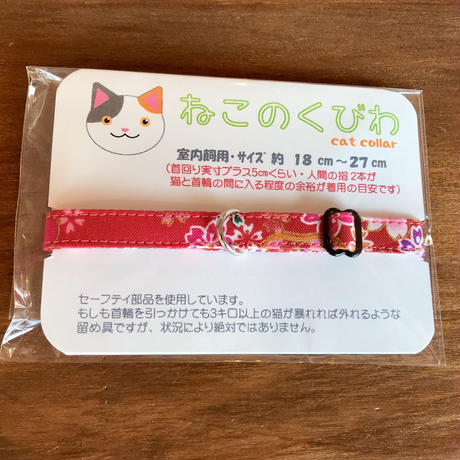 ねこのくびわ
cat collar
室内飼用・サイズ 約 18 cm～27 cm
（首回り実寸プラス5cmくらい・人間の指2本が
猫と首輪の間に入る程度の余裕が着用の目安です）
セーフティ部品を使用しています。
もしも首輪を引っかけても3キロ以上の猫が暴れれば外れるような
留め具ですが、状況により絶対ではありません。